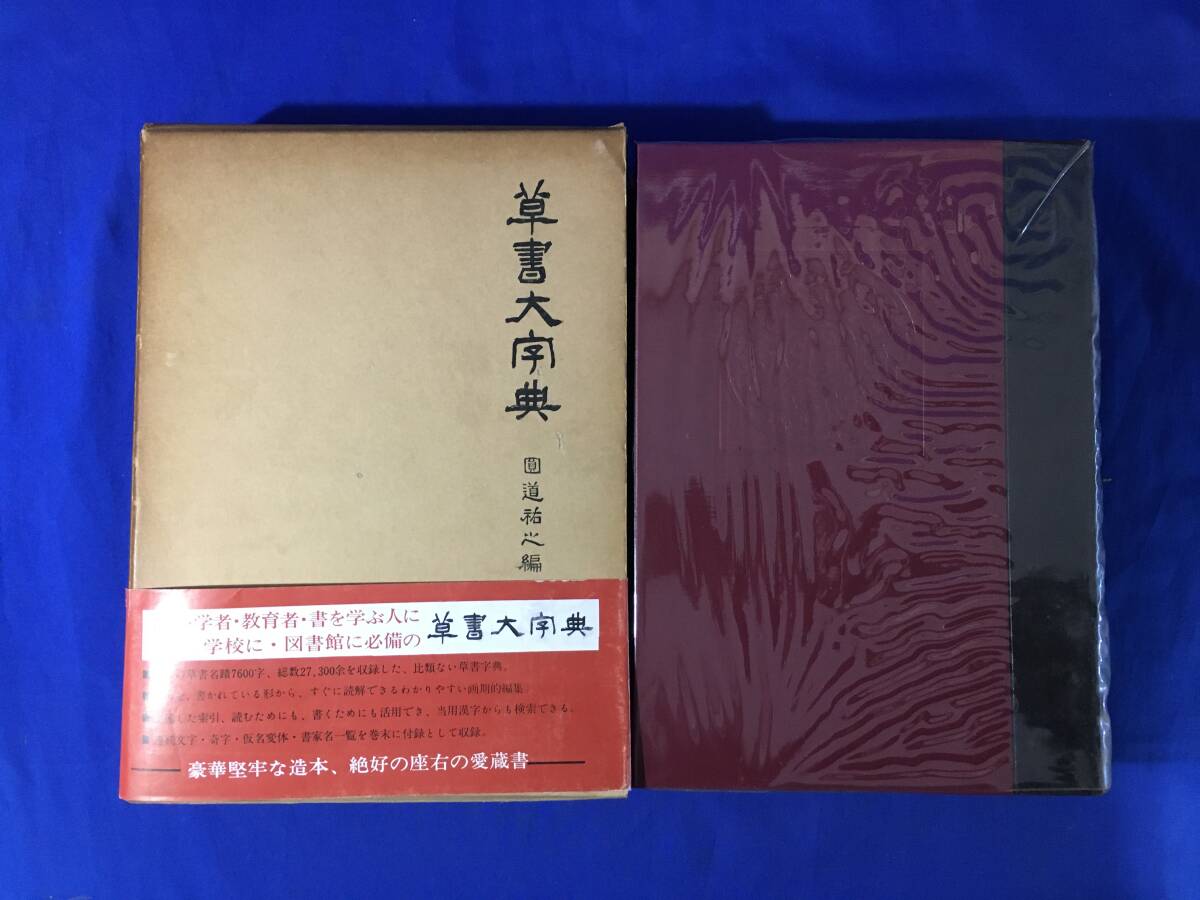 草書大字典
圓道祐之編
学者・教育者・書を学ぶ人に
学校に・図書館に必備の
草書大字典
草書名蹟7600字、総数27,300余を収録した、比類ない草書字典。
書かれている形から、すぐに読解できるわかりやすい画期的編集
した索引、読むためにも、書くためにも活用でき、当用漢字からも検索できる。
文字・奇字・仮名変体・書家名一覧を巻末に付録として収録。
豪華堅牢な造本、絶好の座右の愛蔵書